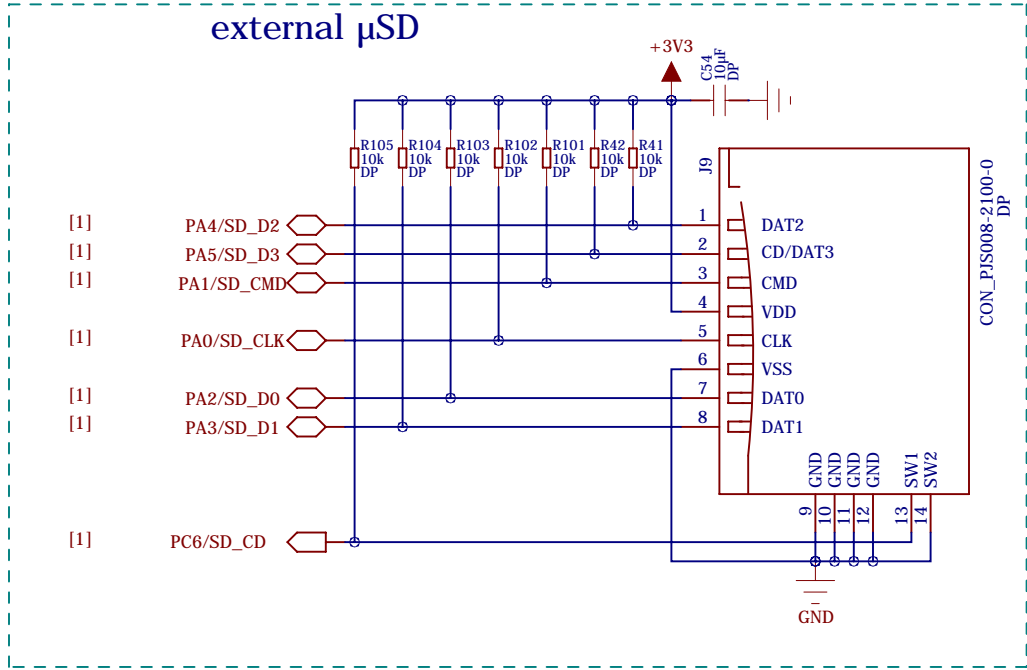 external µSD
+3V3
C54
10µF
DP
R105
10k
DP
R104
10k
DP
R103
10k
DP
R102
10k
DP
R101
10k
DP
R42
10k
DP
R41
10k
DP
J9
CON_PJS008-2100-0
DP
[1] PA4/SD_D2 1 DAT2
[1] PA5/SD_D3 2 CD/DAT3
[1] PA1/SD_CMD 3 CMD
4 VDD
[1] PA0/SD_CLK 5 CLK
6 VSS
[1] PA2/SD_D0 7 DAT0
[1] PA3/SD_D1 8 DAT1
GND GND GND GND SW1 SW2
9 10 11 12 13 14
[1] PC6/SD_CD
GND